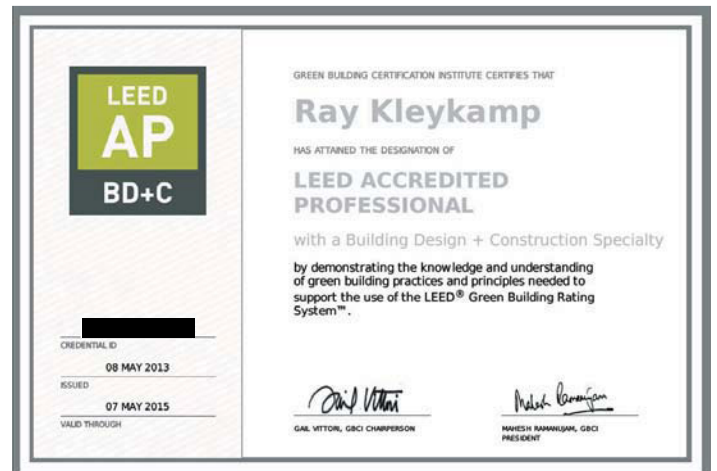 LEED
AP
BD+C
CREDENTIAL ID
08 MAY 2013
ISSUED
07 MAY 2015
VALID THROUGH
GREEN BUILDING CERTIFICATION INSTITUTE CERTIFIES THAT
Ray Kleykamp
HAS ATTAINED THE DESIGNATION OF
LEED ACCREDITED
PROFESSIONAL
with a Building Design + Construction Specialty
by demonstrating the knowledge and understanding
of green building practices and principles needed to
support the use of the LEED® Green Building Rating
System™.
GAIL VITTORI, GBCI CHAIRPERSON
MAHESH RAMANUJAM, GBCI
PRESIDENT